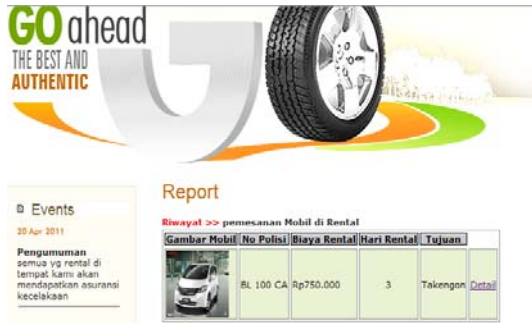 GO ahead
THE BEST AND
AUTHENTIC
Events
20 Apr 2011
Pengumuman
semua yg rental di
tempat kami akan
mendapatkan asuransi
kecelakaan
Report
Riwayat >> pemesanan Mobil di Rental
Gambar Mobil No Polisi Biaya Rental Hari Rental Tujuan
BL 100 CA Rp750.000 3 Takengon Detail